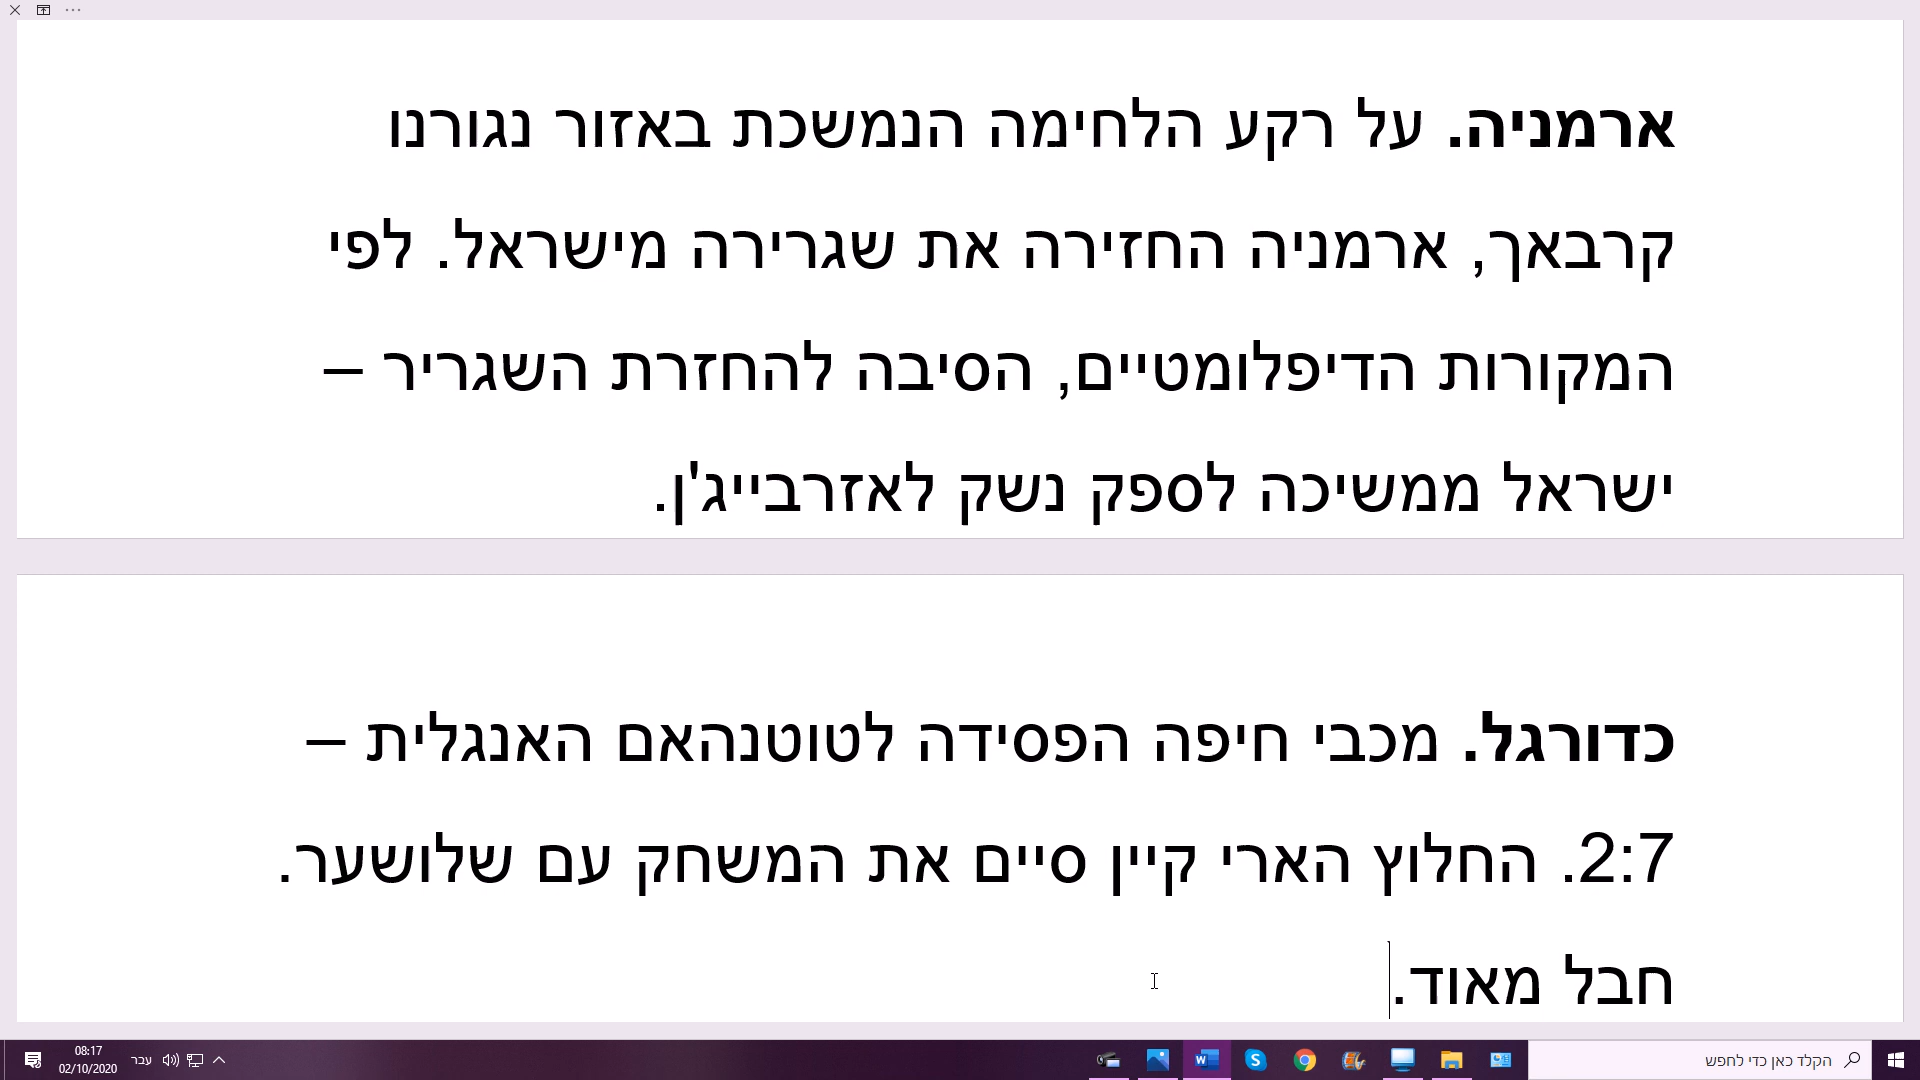 ארמניה. על רקע הלחימה הנמשכת באזור נגורנו
קרבאך, ארמניה החזירה את שגרירה מישראל. לפי
המקורות הדיפלומטיים, הסיבה להחזרת השגריר –
ישראל ממשיכה לספק נשק לאזרבייג'ן.
כדורגל. מכבי חיפה הפסידה לטוטנהאם האנגלית –
2:7. החלוץ הארי קיין סיים את המשחק עם שלושער.
חבל מאוד.
הקלד כאן כדי לחפש
עבר
08:17
02/10/2020